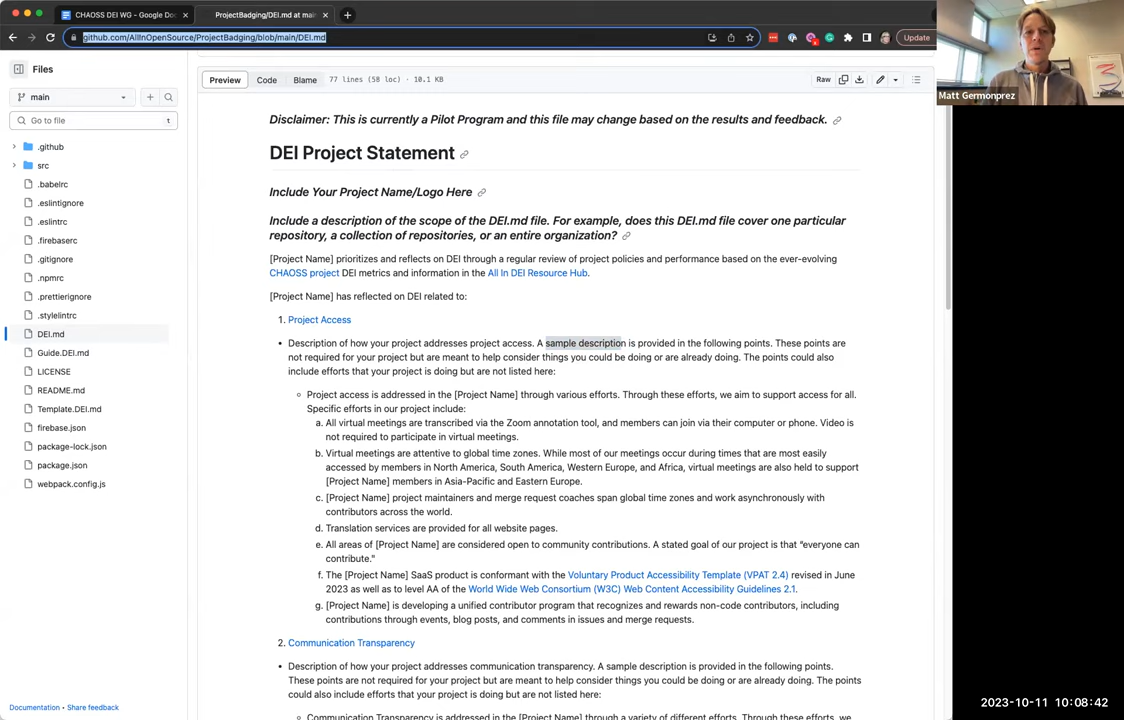 CHAOSS DEI WG - Google Doc
ProjectBadging/DEI.md at main
github.com/AllInOpenSource/ProjectBadging/blob/main/DEI.md
Update
Matt Germonprez
Files
main
Go to file
t
.github
src
.babelrc
.eslintignore
.eslintrc
.firebaserc
.gitignore
.npmrc
.prettierignore
.stylelintrc
DEI.md
Guide.DEI.md
LICENSE
README.md
Template.DEI.md
firebase.json
package-lock.json
package.json
webpack.config.js
Documentation • Share feedback
Preview
Code
Blame
77 lines (58 loc) · 10.1 KB
Raw
Disclaimer: This is currently a Pilot Program and this file may change based on the results and feedback.
DEI Project Statement
Include Your Project Name/Logo Here
Include a description of the scope of the DEI.md file. For example, does this DEI.md file cover one particular
repository, a collection of repositories, or an entire organization?
[Project Name] prioritizes and reflects on DEI through a regular review of project policies and performance based on the ever-evolving
CHAOSS project DEI metrics and information in the All In DEI Resource Hub.
[Project Name] has reflected on DEI related to:
1. Project Access
• Description of how your project addresses project access. A sample description is provided in the following points. These points are
not required for your project but are meant to help consider things you could be doing or are already doing. The points could also
include efforts that your project is doing but are not listed here:
◦ Project access is addressed in the [Project Name] through various efforts. Through these efforts, we aim to support access for all.
Specific efforts in our project include:
a. All virtual meetings are transcribed via the Zoom annotation tool, and members can join via their computer or phone. Video is
not required to participate in virtual meetings.
b. Virtual meetings are attentive to global time zones. While most of our meetings occur during times that are most easily
accessed by members in North America, South America, Western Europe, and Africa, virtual meetings are also held to support
[Project Name] members in Asia-Pacific and Eastern Europe.
c. [Project Name] project maintainers and merge request coaches span global time zones and work asynchronously with
contributors across the world.
d. Translation services are provided for all website pages.
e. All areas of [Project Name] are considered open to community contributions. A stated goal of our project is that "everyone can
contribute."
f. The [Project Name] SaaS product is conformant with the Voluntary Product Accessibility Template (VPAT 2.4) revised in June
2023 as well as to level AA of the World Wide Web Consortium (W3C) Web Content Accessibility Guidelines 2.1.
g. [Project Name] is developing a unified contributor program that recognizes and rewards non-code contributors, including
contributions through events, blog posts, and comments in issues and merge requests.
2. Communication Transparency
• Description of how your project addresses communication transparency. A sample description is provided in the following points.
These points are not required for your project but are meant to help consider things you could be doing or are already doing. The points
could also include efforts that your project is doing but are not listed here:
◦ Communication Transparency is addressed in the [Project Name] through a variety of different efforts. Through these efforts, we
2023-10-11 10:08:42